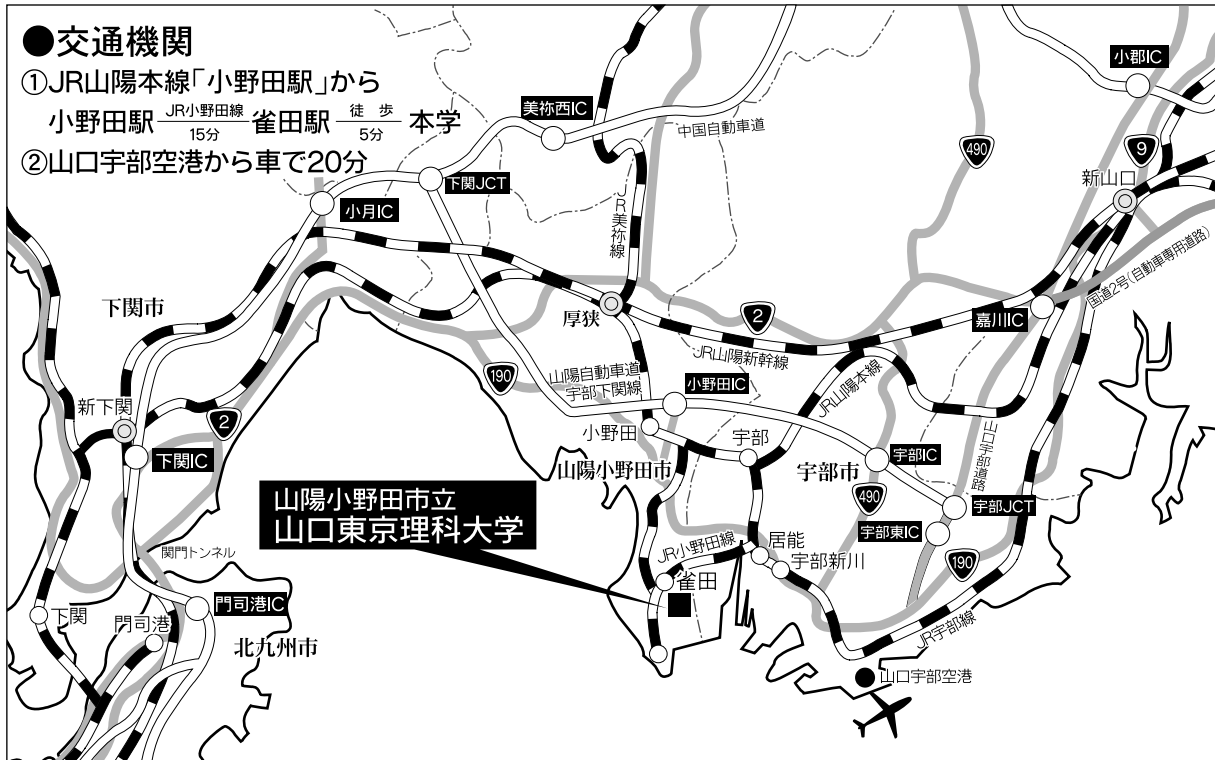 ●交通機関
①JR山陽本線「小野田駅」から
小野田駅 JR小野田線 15分 雀田駅 徒歩 5分 本学
②山口宇部空港から車で20分
小郡IC
美祢西IC
中国自動車道
490
9
新山口
下関JCT
小月IC
JR美祢線
国道2号(自動車専用道路)
下関市
厚狭
2
嘉川IC
JR山陽新幹線
190
山陽自動車道
宇部下関線
小野田IC
JR山陽本線
新下関
2
小野田
宇部
山口宇部道路
下関IC
山陽小野田市
宇部市
宇部IC
490
宇部JCT
山陽小野田市立
山口東京理科大学
宇部東IC
関門トンネル
JR小野田線
居能
宇部新川
190
雀田
門司港IC
下関
門司港
北九州市
JR宇部線
山口宇部空港